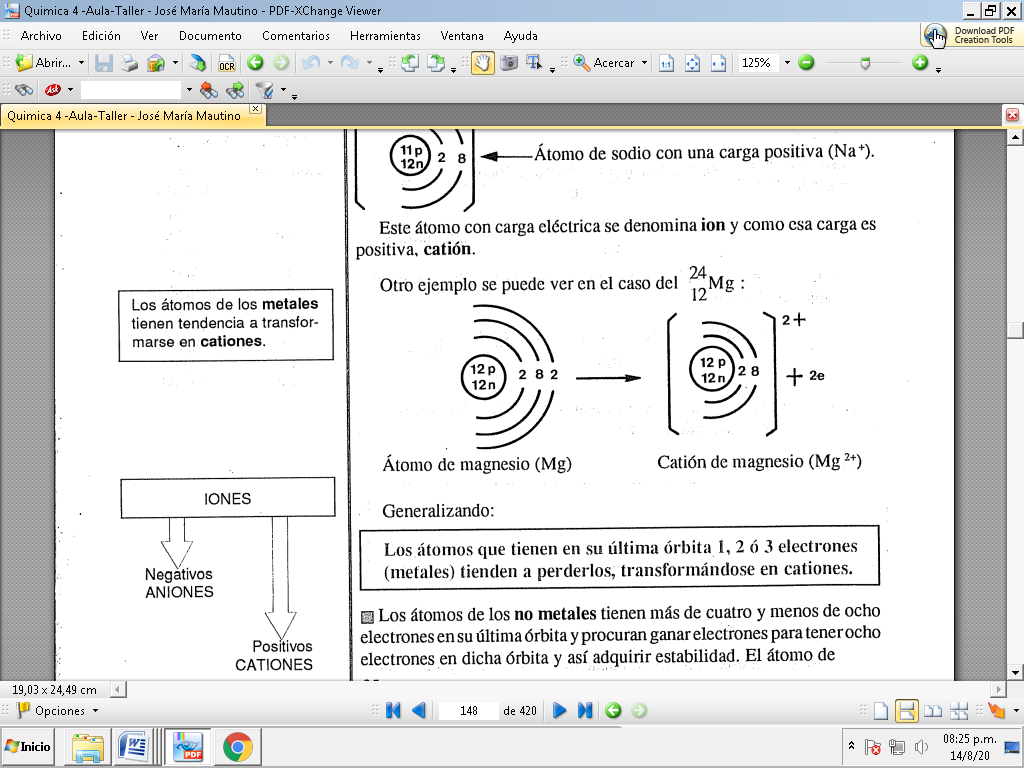 Quimica 4 -Aula-Taller - José María Mautino - PDF-XChange Viewer
Archivo Edición Ver Documento Comentarios Herramientas Ventana Ayuda
Download PDF
Creation Tools
Abrir... OCR Acercar 1:1 125%
Ask
Quimica 4 -Aula-Taller - José María Mautino
11 p
12 n 2 8 Átomo de sodio con una carga positiva (Na⁺).
Este átomo con carga eléctrica se denomina ion y como esa carga es
positiva, catión.
Otro ejemplo se puede ver en el caso del 24 12 Mg :
Los átomos de los metales
tienen tendencia a transfor-
marse en cationes.
12 p
12 n 2 8 2
12 p
12 n 2 8 2+ + 2e
Átomo de magnesio (Mg) Catión de magnesio (Mg ²⁺)
IONES
Negativos
ANIONES
Positivos
CATIONES
Generalizando:
Los átomos que tienen en su última órbita 1, 2 ó 3 electrones
(metales) tienden a perderlos, transformándose en cationes.
Los átomos de los no metales tienen más de cuatro y menos de ocho
electrones en su última órbita y procuran ganar electrones para tener ocho
electrones en dicha órbita y así adquirir estabilidad. El átomo de
19,03 x 24,49 cm
Opciones 148 de 420
Inicio PDF 08:25 p.m.
14/8/20